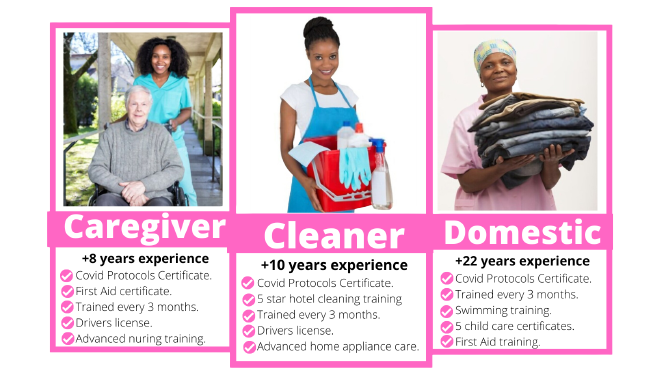 Caregiver
+8 years experience
Covid Protocols Certificate.
First Aid certificate.
Trained every 3 months.
Drivers license.
Advanced nuring training.
Cleaner
+10 years experience
Covid Protocols Certificate.
5 star hotel cleaning training
Trained every 3 months.
Drivers license.
Advanced home appliance care.
Domestic
+22 years experience
Covid Protocols Certificate.
Trained every 3 months.
Swimming training.
5 child care certificates.
First Aid training.